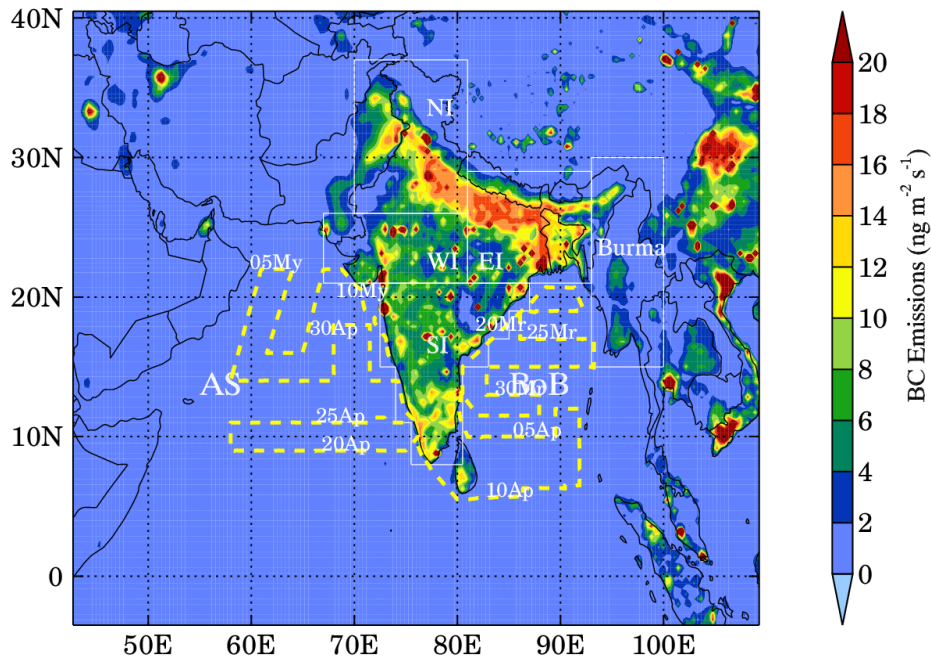 40N
30N
20N
10N
0
50E
60E
70E
80E
90E
100E
NI
WI
EI
Burma
SI
AS
BoB
05My
10My
30Ap
25Ap
20Ap
20Mr
25Mr
30Mr
05Ap
10Ap
20
18
16
14
12
10
8
6
4
2
0
BC Emissions (ng m⁻² s⁻¹)